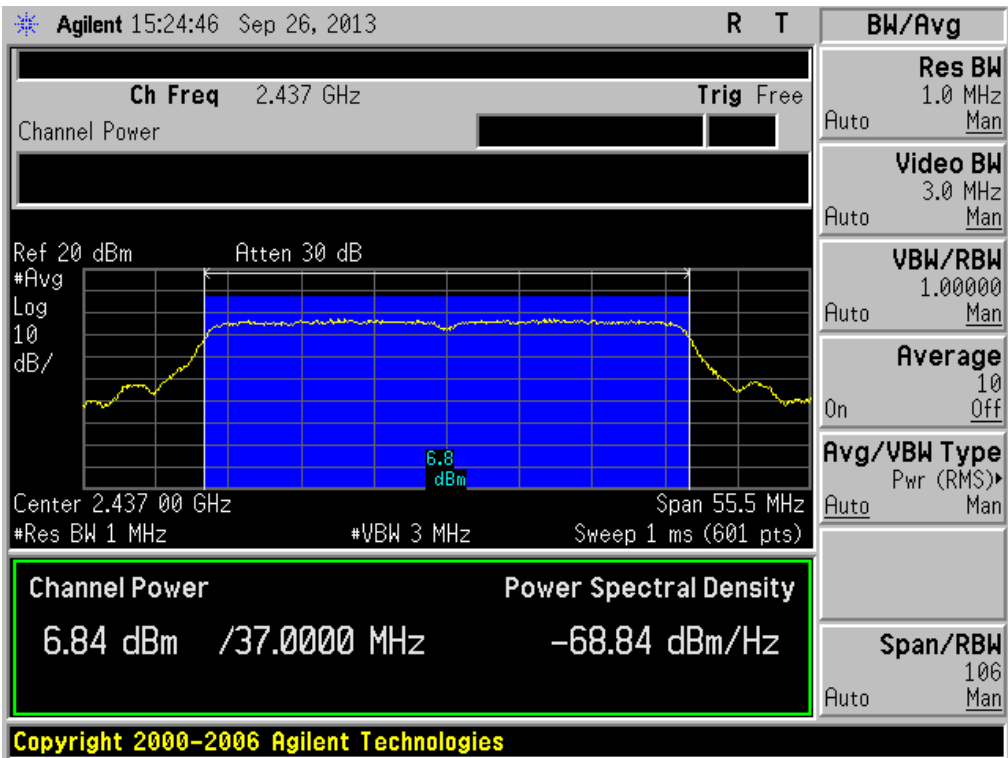 Agilent 15:24:46 Sep 26, 2013 R T
Ch Freq 2.437 GHz Trig Free
Channel Power
Ref 20 dBm Atten 30 dB
#Avg
Log
10
dB/
6.8
dBm
Center 2.437 00 GHz Span 55.5 MHz
#Res BW 1 MHz #VBW 3 MHz Sweep 1 ms (601 pts)
Channel Power Power Spectral Density
6.84 dBm /37.0000 MHz -68.84 dBm/Hz
Copyright 2000-2006 Agilent Technologies
BW/Avg
Res BW
1.0 MHz
Auto Man
Video BW
3.0 MHz
Auto Man
VBW/RBW
1.00000
Auto Man
Average
10
On Off
Avg/VBW Type
Pwr (RMS)▸
Auto Man
Span/RBW
106
Auto Man